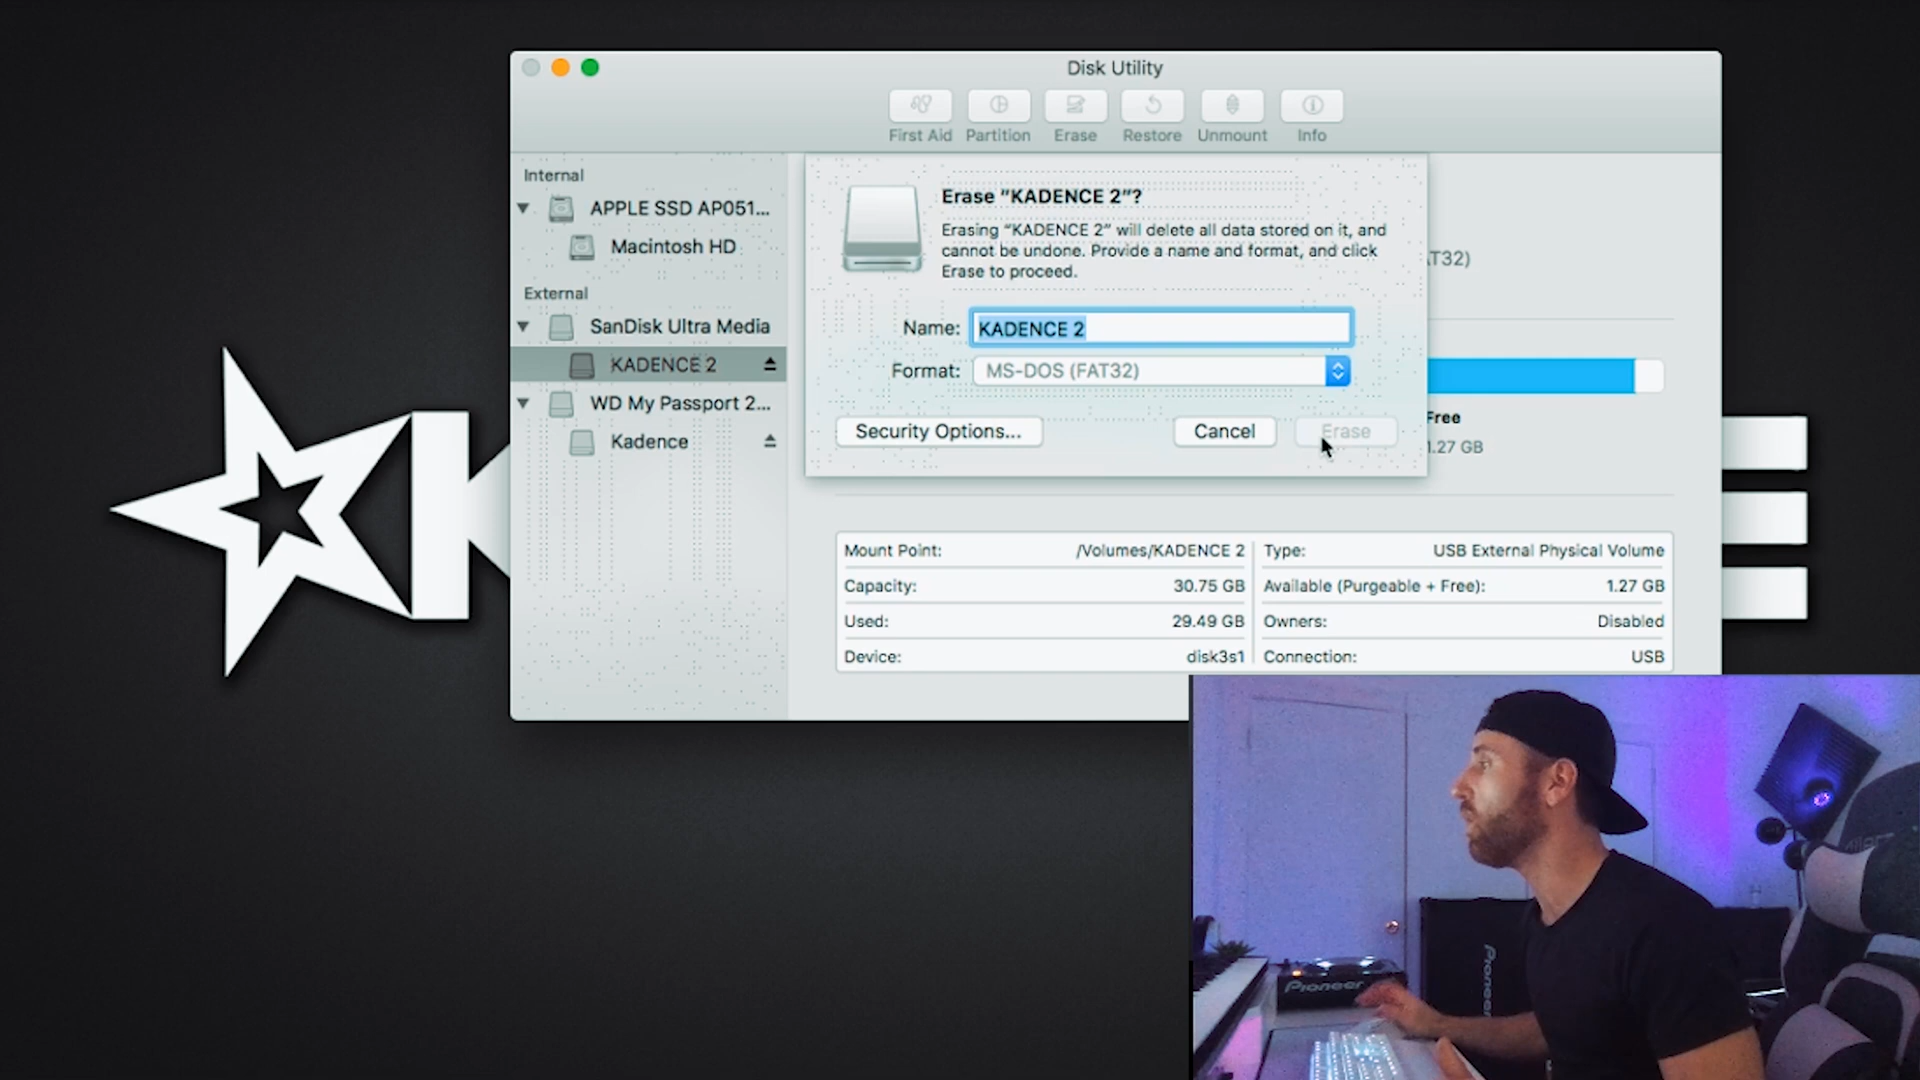 Disk Utility
First Aid Partition Erase Restore Unmount Info
Internal
APPLE SSD AP051...
Macintosh HD
External
SanDisk Ultra Media
KADENCE 2
WD My Passport 2...
Kadence
Erase "KADENCE 2"?
Erasing "KADENCE 2" will delete all data stored on it, and
cannot be undone. Provide a name and format, and click
Erase to proceed.
Name: KADENCE 2
Format: MS-DOS (FAT32)
Security Options... Cancel Erase
T32)
Free
1.27 GB
Mount Point: /Volumes/KADENCE 2
Capacity: 30.75 GB
Used: 29.49 GB
Device: disk3s1
Type: USB External Physical Volume
Available (Purgeable + Free): 1.27 GB
Owners: Disabled
Connection: USB
K E
Pioneer
Pioneer